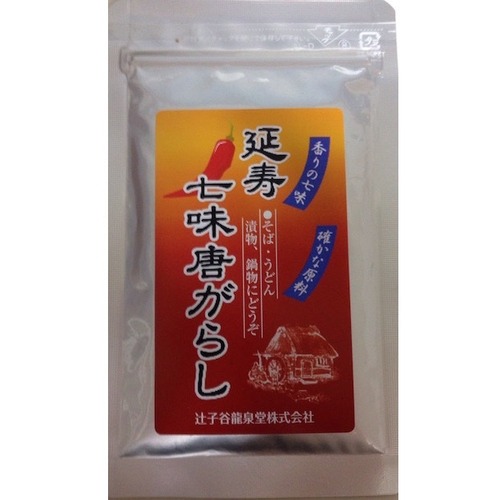 香りの七味
確かな原料
延寿
七味唐がらし
●そば・うどん
漬物、鍋物にどうぞ
辻子谷龍泉堂株式会社